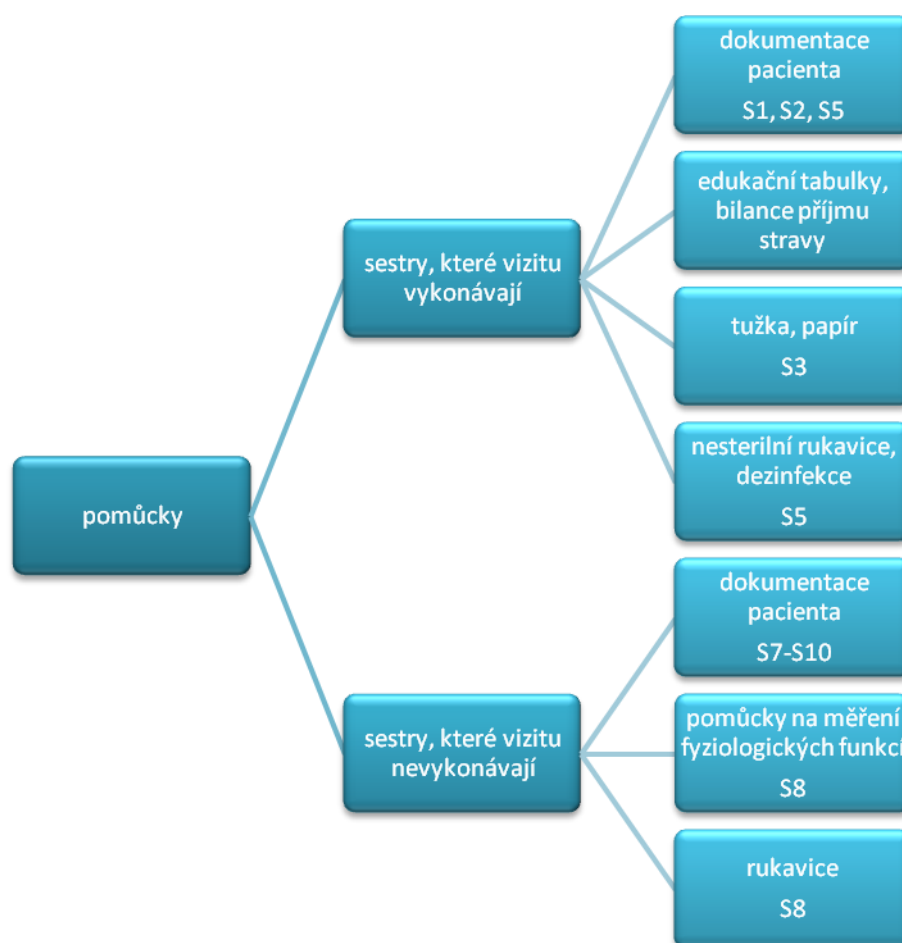 pomůcky
sestry, které vizitu
vykonávají
dokumentace
pacienta
S1, S2, S5
edukační tabulky,
bilance příjmu
stravy
tužka, papír
S3
nesterilní rukavice,
dezinfekce
S5
sestry, které vizitu
nevykonávají
dokumentace
pacienta
S7-S10
pomůcky na měření
fyziologických funkcí
S8
rukavice
S8